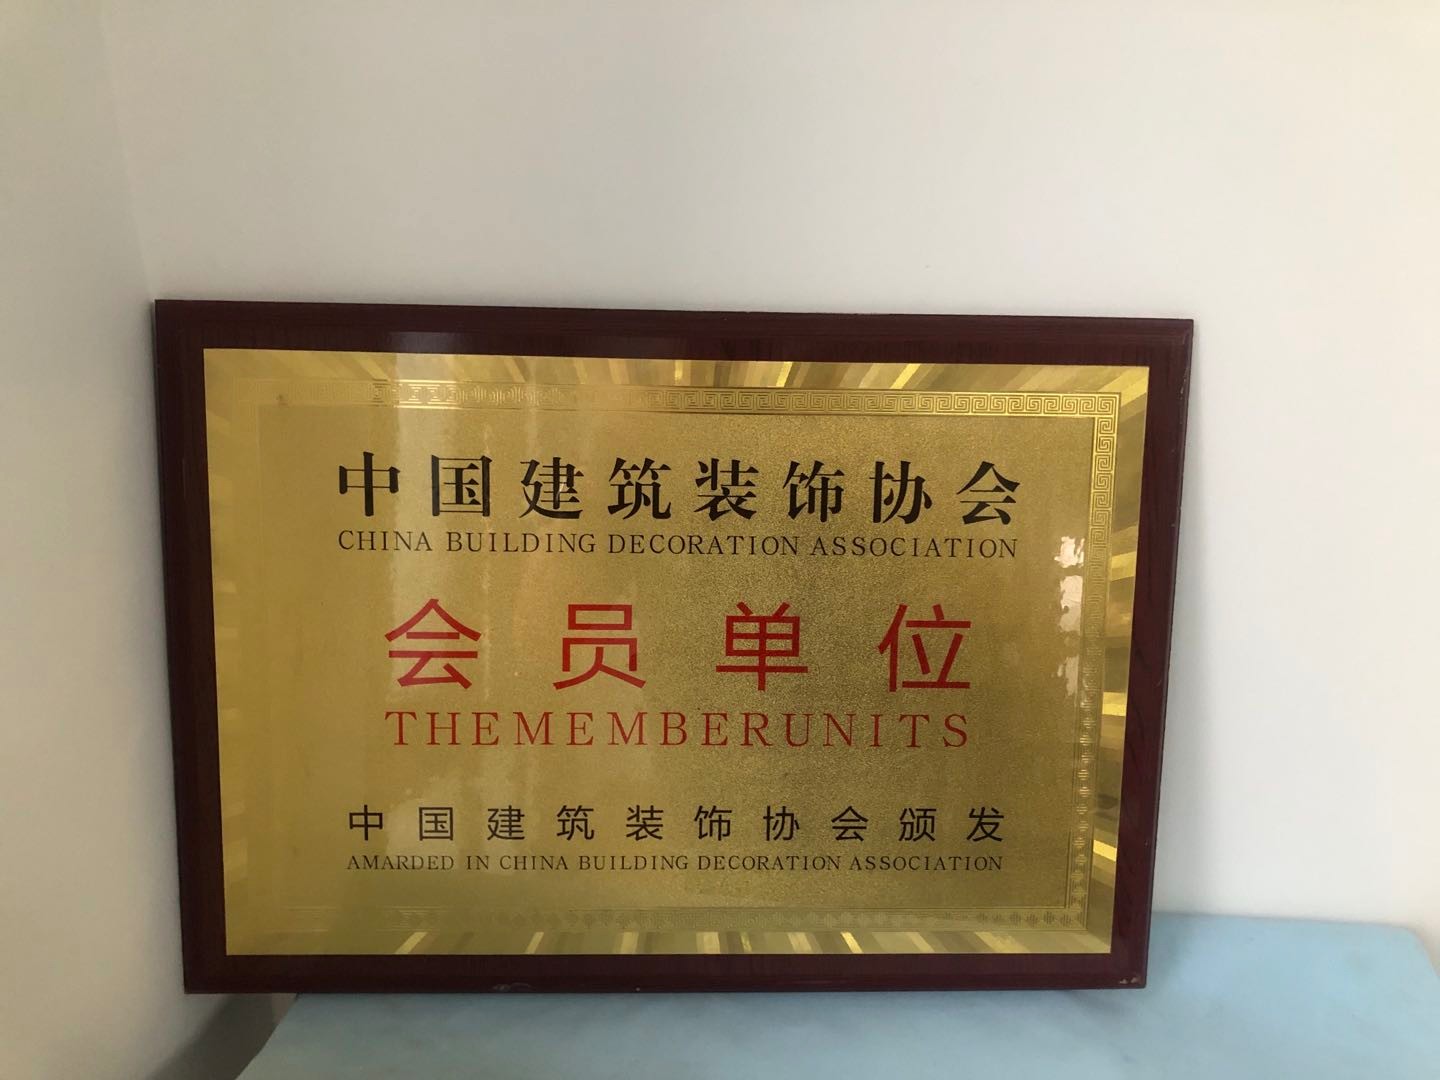 中国建筑装饰协会
CHINA BUILDING DECORATION ASSOCIATION
会员单位
THEMEMBERUNITS
中国建筑装饰协会颁发
AMARDED IN CHINA BUILDING DECORATION ASSOCIATION